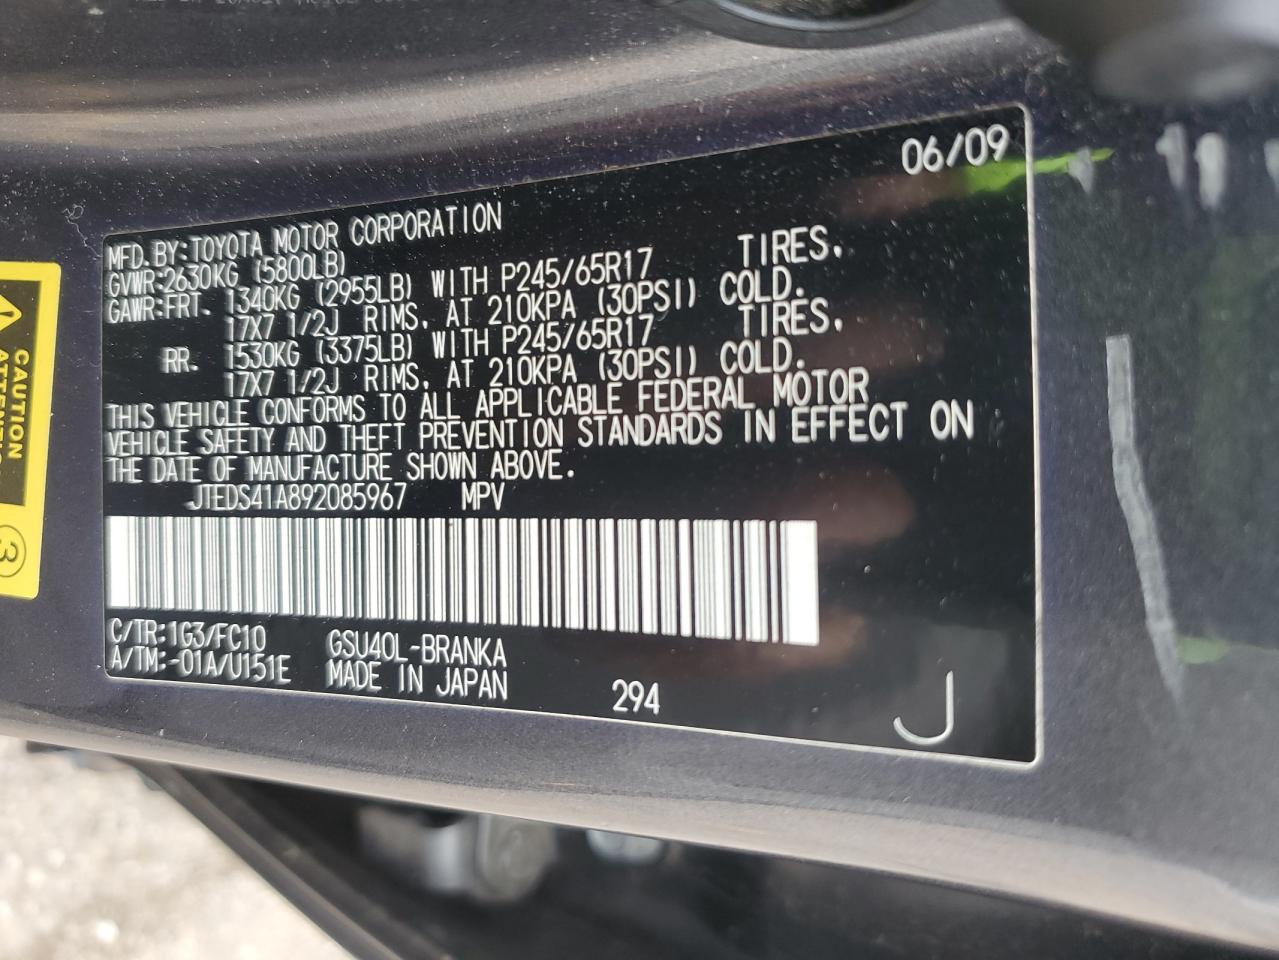 06/09
MFD.BY:TOYOTA MOTOR CORPORATION
GVWR:2630KG (5800LB)
GAWR:FRT. 1340KG (2955LB) WITH P245/65R17 TIRES,
17X7 1/2J RIMS, AT 210KPA (30PSI) COLD.
RR. 1530KG (3375LB) WITH P245/65R17 TIRES,
17X7 1/2J RIMS, AT 210KPA (30PSI) COLD.
THIS VEHICLE CONFORMS TO ALL APPLICABLE FEDERAL MOTOR
VEHICLE SAFETY AND THEFT PREVENTION STANDARDS IN EFFECT ON
THE DATE OF MANUFACTURE SHOWN ABOVE.
JTEDS41A892085967 MPV
C/TR:1G3/FC10 GSU40L-BRANKA
A/TM:-01A/U151E MADE IN JAPAN
294
J
CAUTION
3